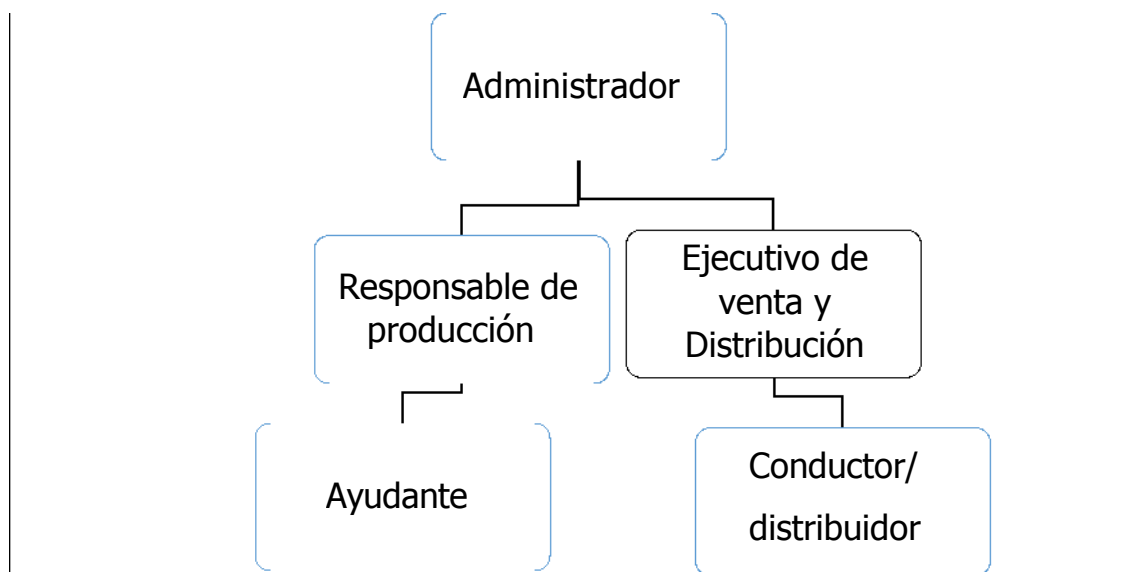 Administrador
Responsable de
producción
Ejecutivo de
venta y
Distribución
Ayudante
Conductor/
distribuidor